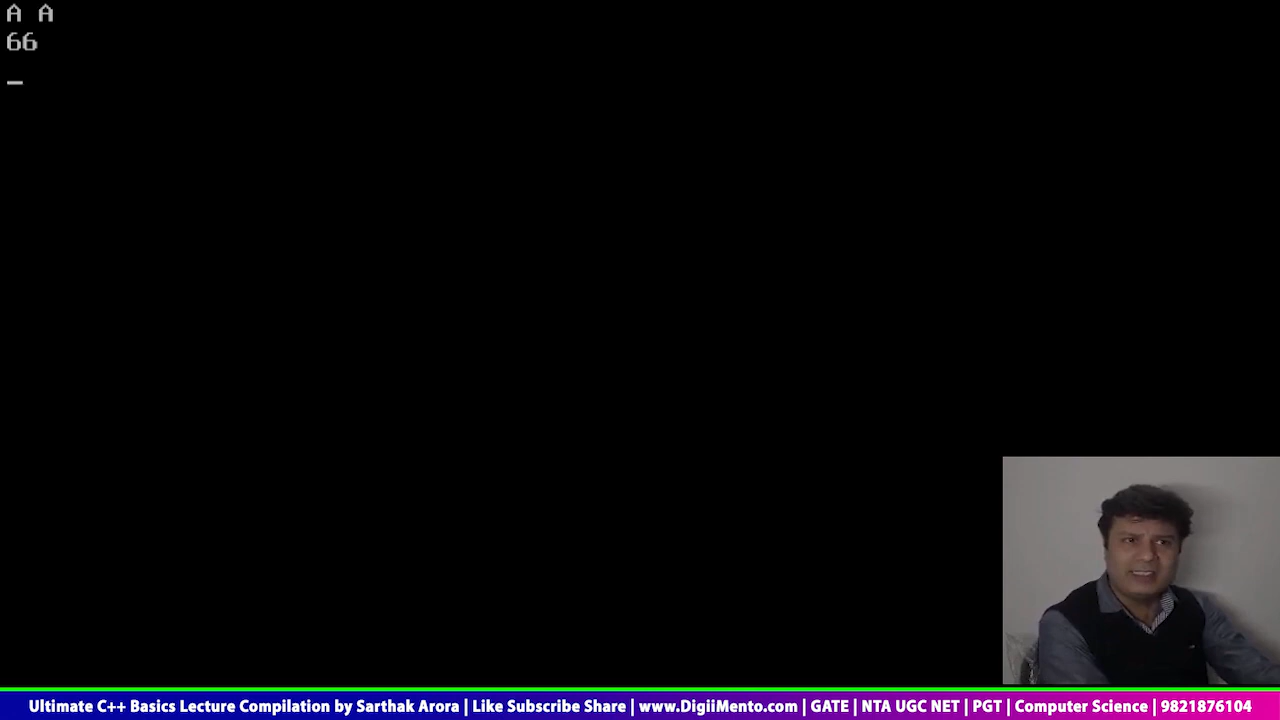 A A
66
Ultimate C++ Basics Lecture Compilation by Sarthak Arora | Like Subscribe Share | www.DigiiMento.com | GATE | NTA UGC NET | PGT | Computer Science | 9821876104